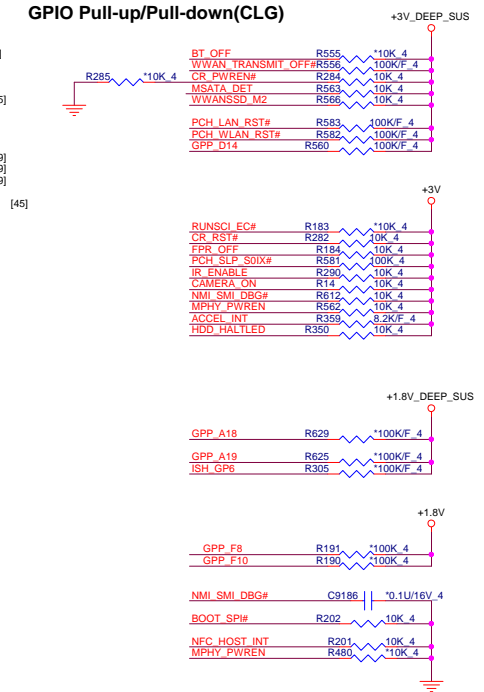 GPIO Pull-up/Pull-down(CLG)
+3V_DEEP_SUS
BT_OFF R555 *10K_4
WWAN_TRANSMIT_OFF# R556 100K/F_4
R285 *10K_4 CR_PWREN# R284 10K_4
MSATA_DET R563 10K_4
WWANSSD_M2 R566 10K_4
PCH_LAN_RST# R583 100K/F_4
PCH_WLAN_RST# R582 100K/F_4
GPP_D14 R560 100K/F_4
9]
9]
9]
[45]
+3V
RUNSCI_EC# R183 *10K_4
CR_RST# R282 10K_4
FPR_OFF R184 10K_4
PCH_SLP_S0IX# R581 100K_4
IR_ENABLE R290 10K_4
CAMERA_ON R14 10K_4
NMI_SMI_DBG# R612 10K_4
MPHY_PWREN R562 10K_4
ACCEL_INT R359 8.2K/F_4
HDD_HALTLED R350 10K_4
+1.8V_DEEP_SUS
GPP_A18 R629 *100K/F_4
GPP_A19 R625 *100K/F_4
ISH_GP6 R305 *100K/F_4
+1.8V
GPP_F8 R191 *100K_4
GPP_F10 R190 *100K_4
NMI_SMI_DBG# C9186 *0.1U/16V_4
BOOT_SPI# R202 10K_4
NFC_HOST_INT R201 10K_4
MPHY_PWREN R480 *10K_4